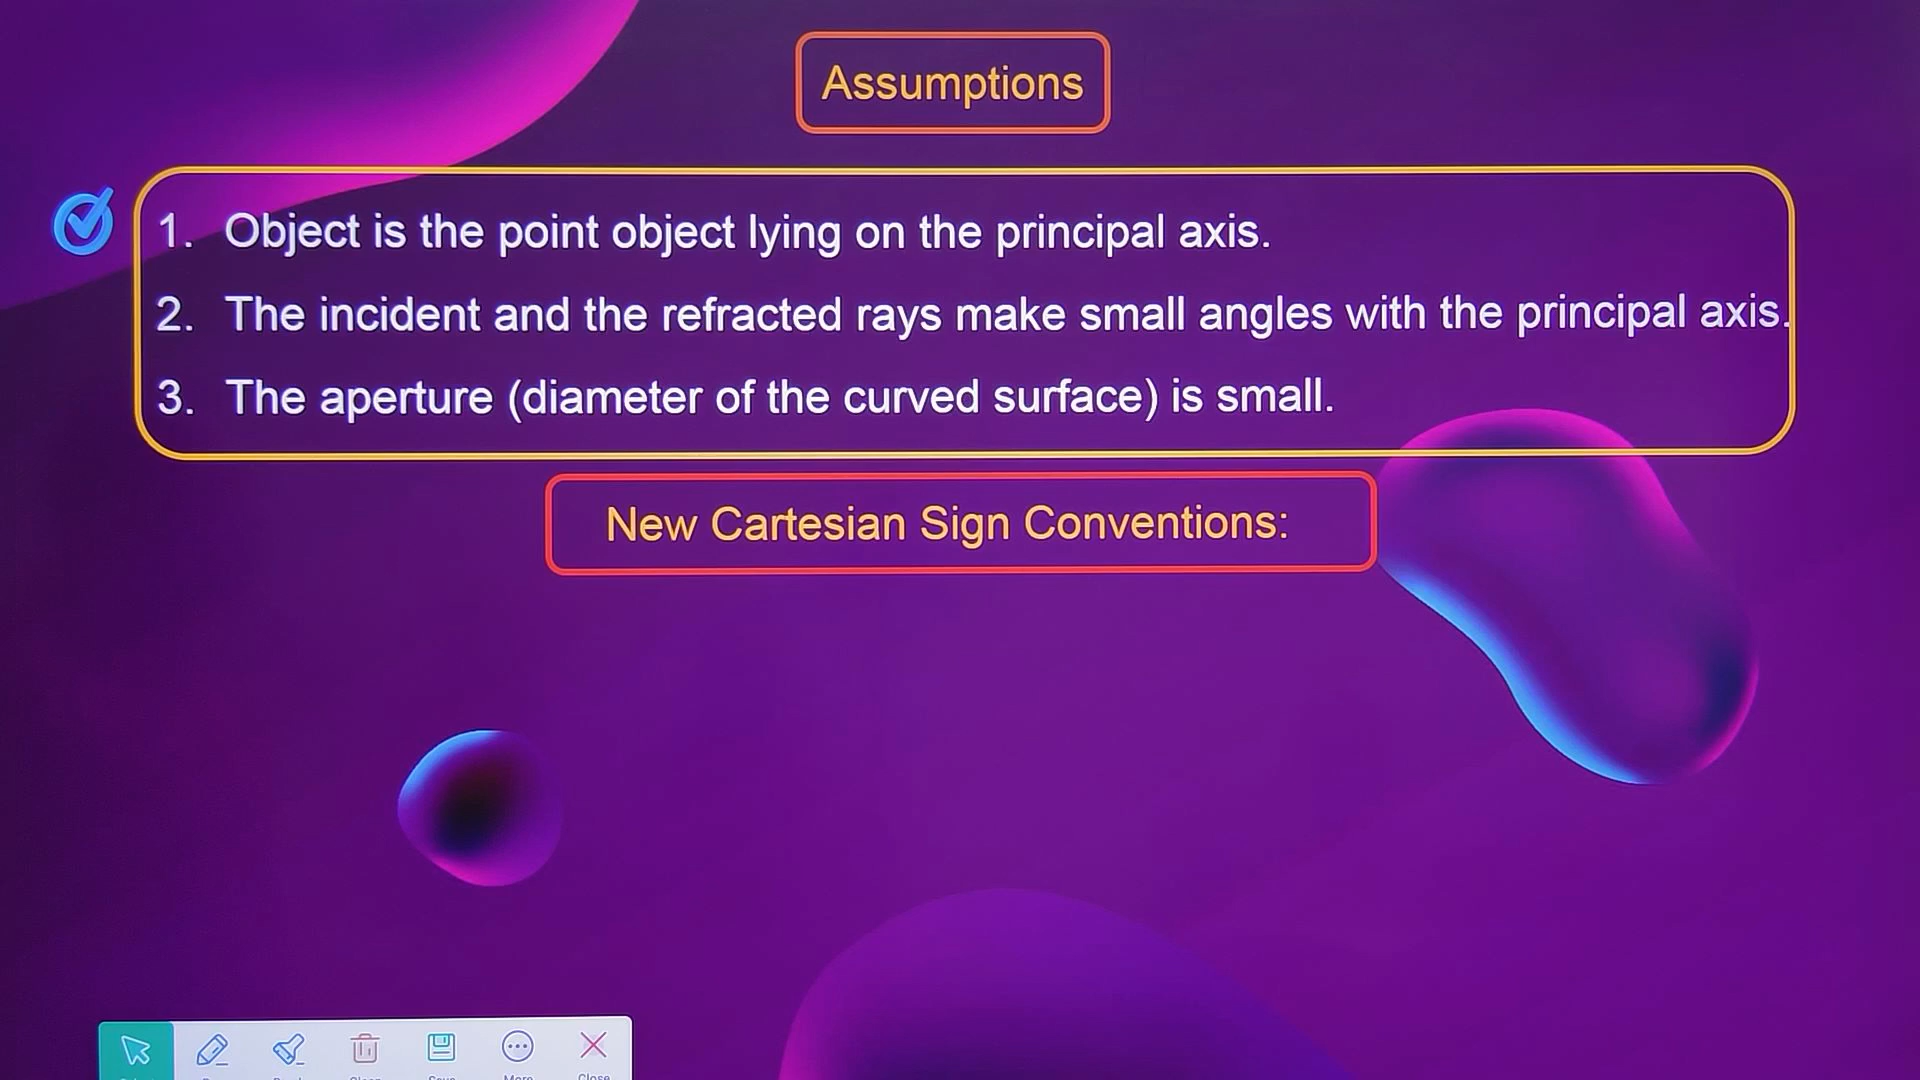 Assumptions
1. Object is the point object lying on the principal axis.
2. The incident and the refracted rays make small angles with the principal axis.
3. The aperture (diameter of the curved surface) is small.
New Cartesian Sign Conventions:
More Close